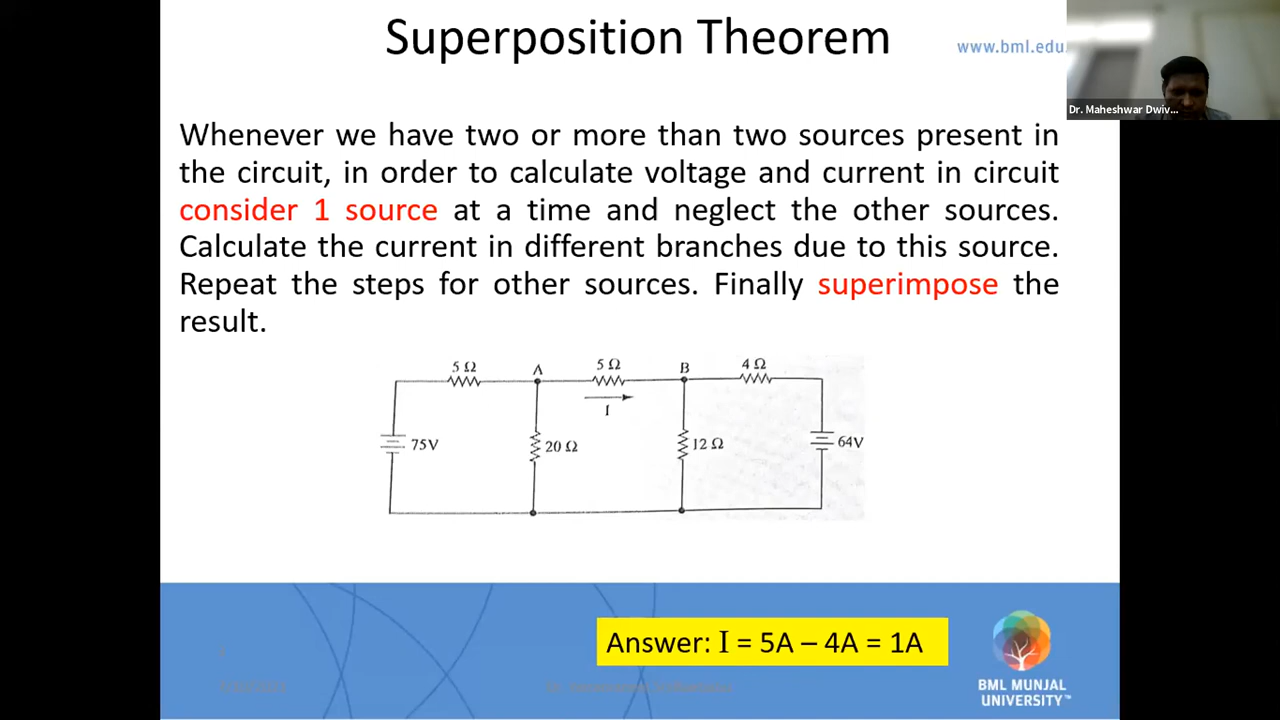 Superposition Theorem
www.bml.edu.
Dr. Maheshwar Dwiv...
Whenever we have two or more than two sources present in
the circuit, in order to calculate voltage and current in circuit
consider 1 source at a time and neglect the other sources.
Calculate the current in different branches due to this source.
Repeat the steps for other sources. Finally superimpose the
result.
5 Ω A 5 Ω B 4 Ω
I
75V 20 Ω 12 Ω 64V
Answer: I = 5A – 4A = 1A
BML MUNJAL
UNIVERSITY™